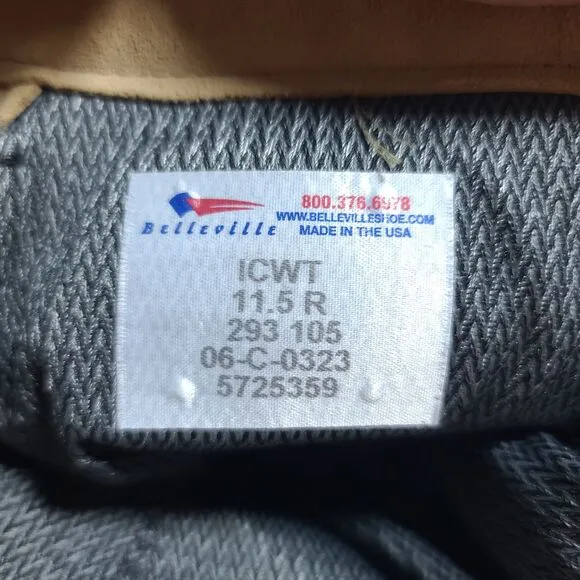 Belleville
800.376.6978
WWW.BELLEVILLESHOE.COM
MADE IN THE USA
ICWT
11.5 R
293 105
06-C-0323
5725359